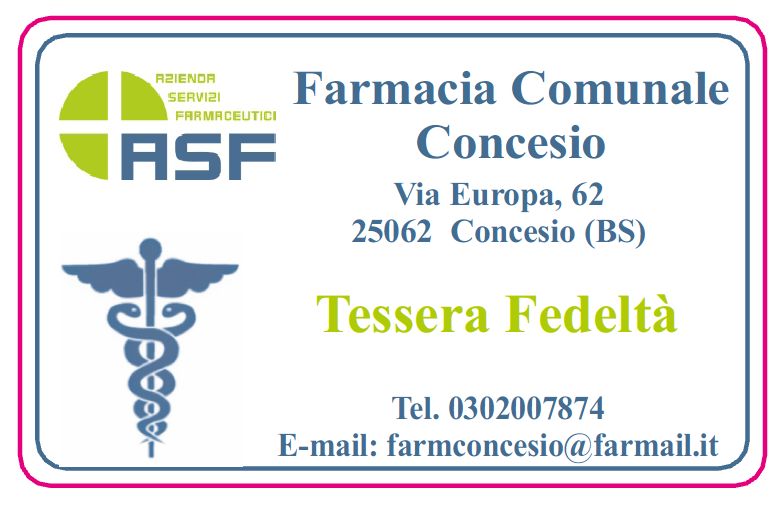 AZIENDA
SERVIZI
FARMACEUTICI
ASF
Farmacia Comunale
Concesio
Via Europa, 62
25062  Concesio (BS)
Tessera Fedeltà
Tel. 0302007874
E-mail: farmconcesio@farmail.it